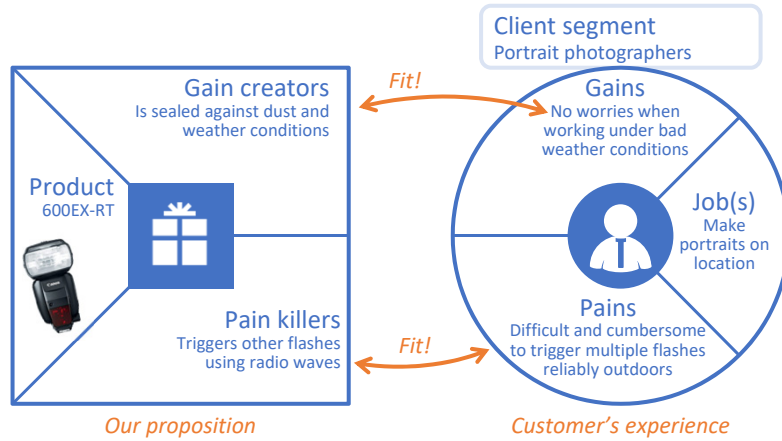 Client segment
Portrait photographers
Gain creators
Is sealed against dust and
weather conditions
Fit!
Gains
No worries when
working under bad
weather conditions
Product
600EX-RT
Job(s)
Make
portraits on
location
Pain killers
Triggers other flashes
using radio waves
Fit!
Pains
Difficult and cumbersome
to trigger multiple flashes
reliably outdoors
Our proposition
Customer’s experience